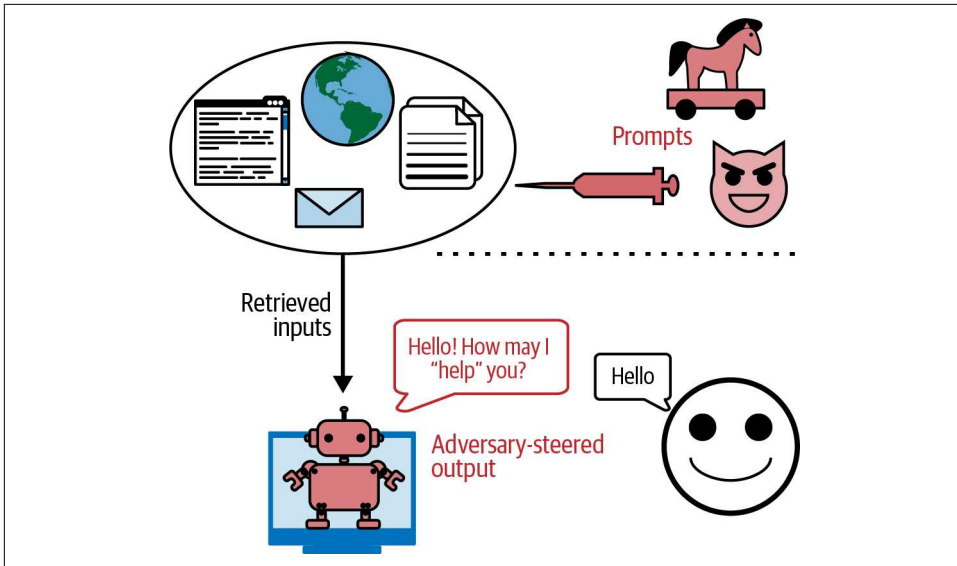 Prompts
Retrieved
inputs
Hello! How may I
“help” you?
Hello
Adversary-steered
output